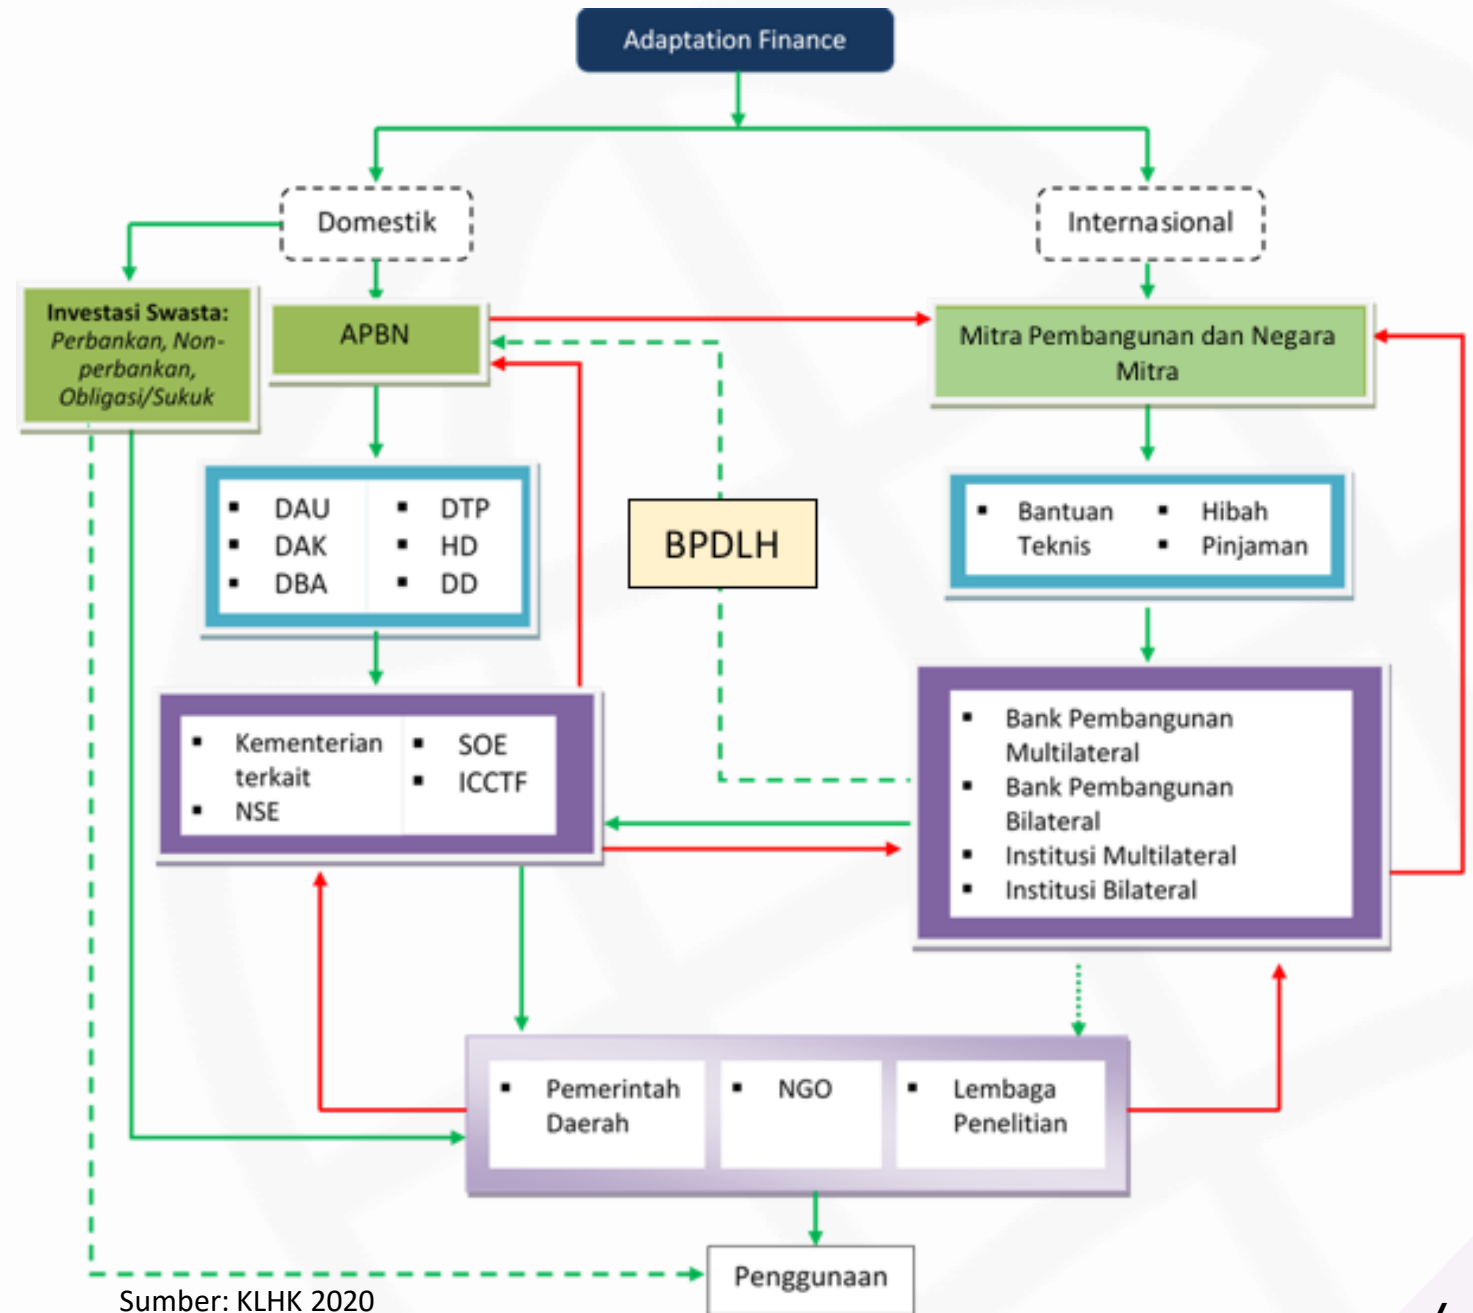 Adaptation Finance
Domestik
Internasional
Investasi Swasta:
Perbankan, Non-
perbankan,
Obligasi/Sukuk
APBN
Mitra Pembangunan dan Negara
Mitra
▪ DAU
▪ DAK
▪ DBA
▪ DTP
▪ HD
▪ DD
BPDLH
▪ Bantuan
Teknis
▪ Hibah
▪ Pinjaman
▪ Kementerian
terkait
▪ NSE
▪ SOE
▪ ICCTF
▪ Bank Pembangunan
Multilateral
▪ Bank Pembangunan
Bilateral
▪ Institusi Multilateral
▪ Institusi Bilateral
▪ Pemerintah
Daerah
▪ NGO
▪ Lembaga
Penelitian
Penggunaan
Sumber: KLHK 2020